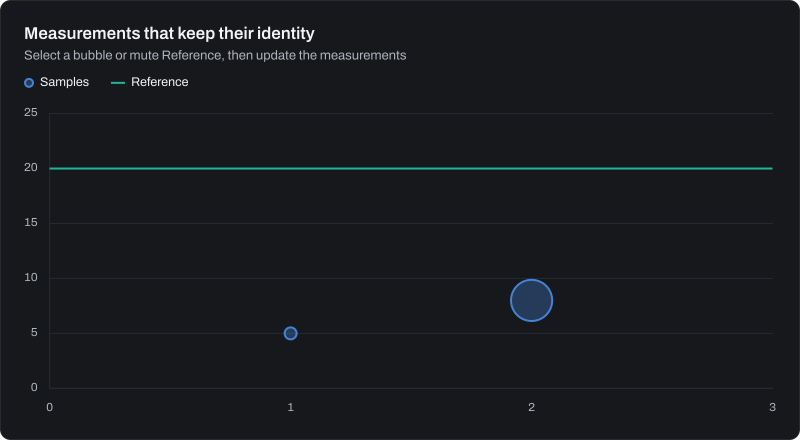 Measurements that keep their identity
Select a bubble or mute Reference, then update the measurements
Samples Reference
25
20
15
10
5
0
0 1 2 3